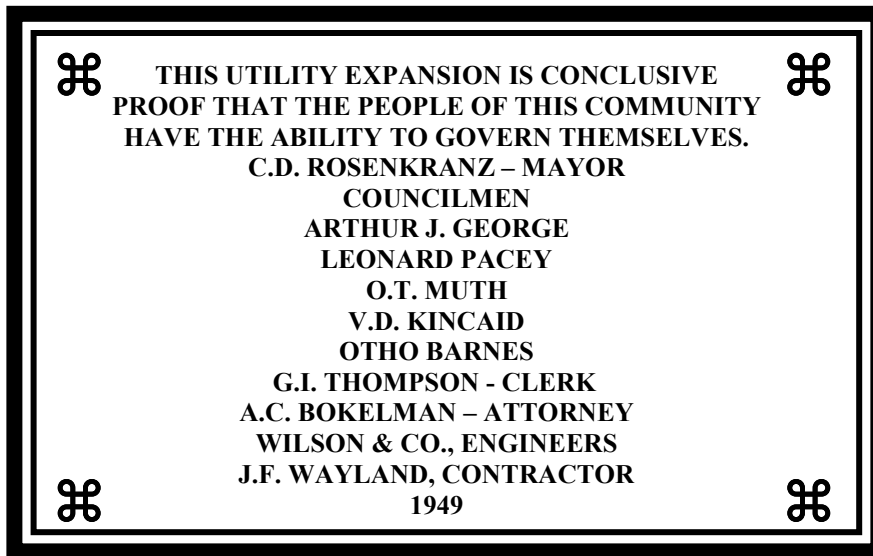 THIS UTILITY EXPANSION IS CONCLUSIVE
PROOF THAT THE PEOPLE OF THIS COMMUNITY
HAVE THE ABILITY TO GOVERN THEMSELVES.
C.D. ROSENKRANZ – MAYOR
COUNCILMEN
ARTHUR J. GEORGE
LEONARD PACEY
O.T. MUTH
V.D. KINCAID
OTHO BARNES
G.I. THOMPSON - CLERK
A.C. BOKELMAN – ATTORNEY
WILSON & CO., ENGINEERS
J.F. WAYLAND, CONTRACTOR
1949